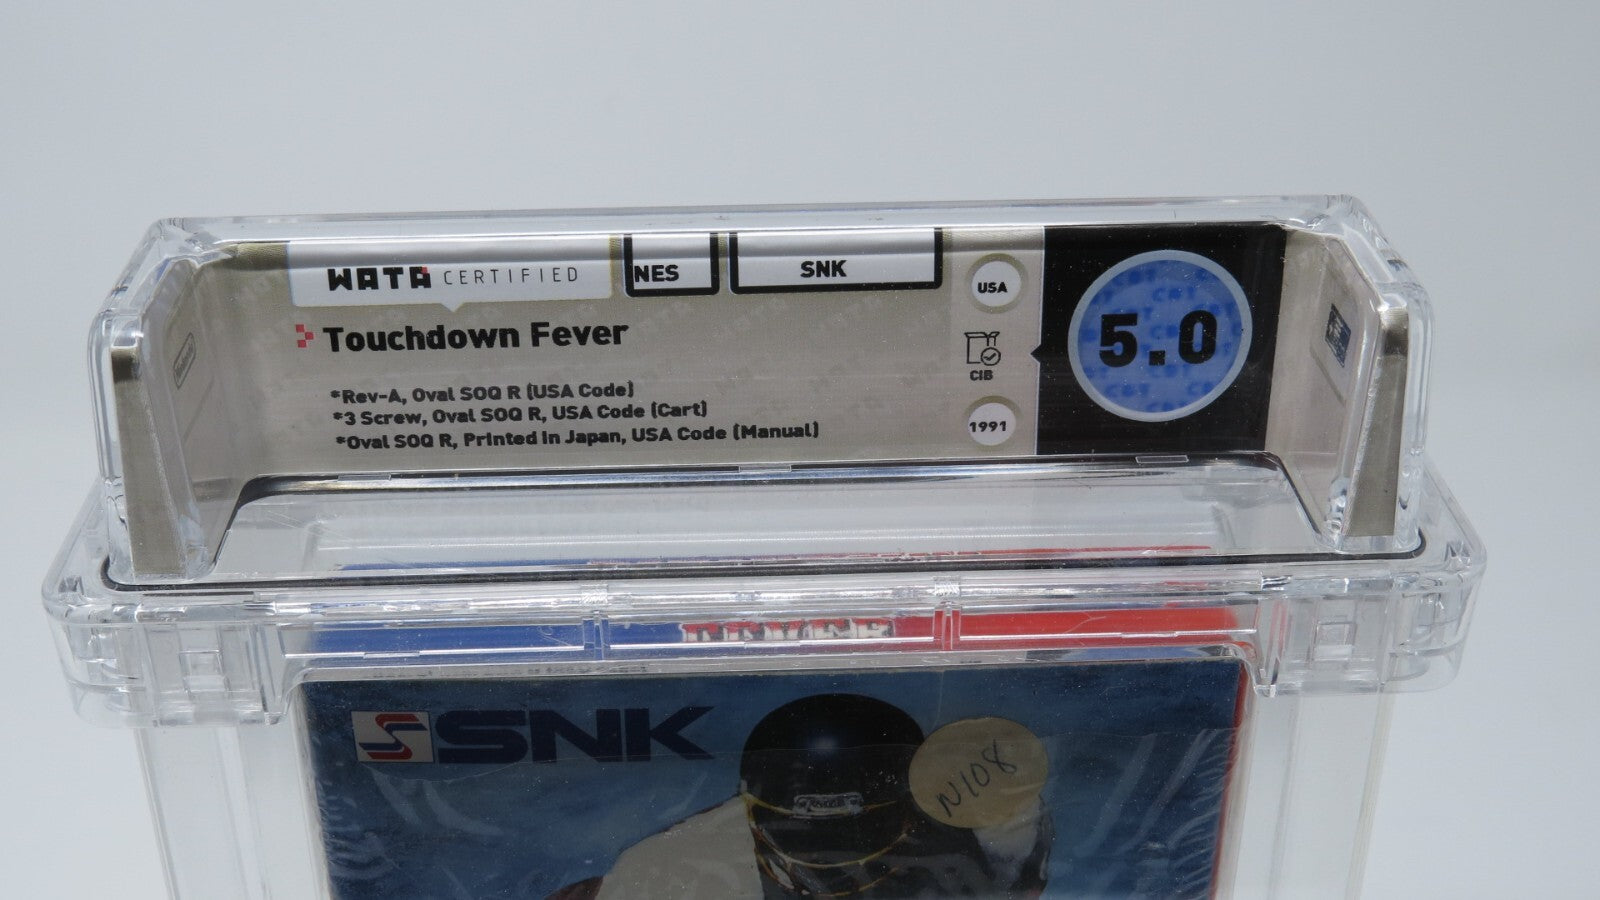 WATA CERTIFIED
NES
SNK
USA
Touchdown Fever
CIB
5.0
*Rev-A, Oval SOQ R (USA Code)
*3 Screw, Oval SOQ R, USA Code (Cart)
*Oval SOQ R, Printed in Japan, USA Code (Manual)
1991
FEVER
SNK
N108